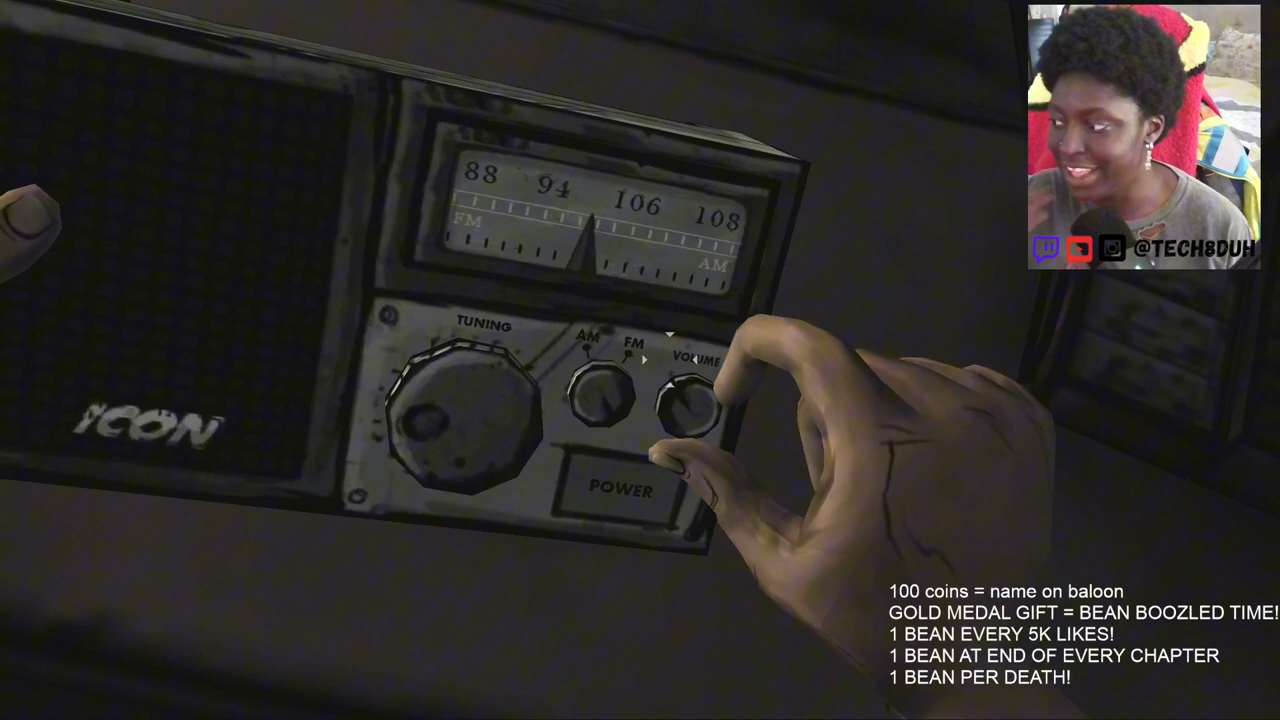 88 94 106 108
FM
AM
TUNING
AM FM
VOLUME
ICON
POWER
@TECH8DUH
100 coins = name on baloon
GOLD MEDAL GIFT = BEAN BOOZLED TIME!
1 BEAN EVERY 5K LIKES!
1 BEAN AT END OF EVERY CHAPTER
1 BEAN PER DEATH!